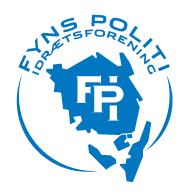 FYNS POLITI
IDRÆTSFORENING
FPI